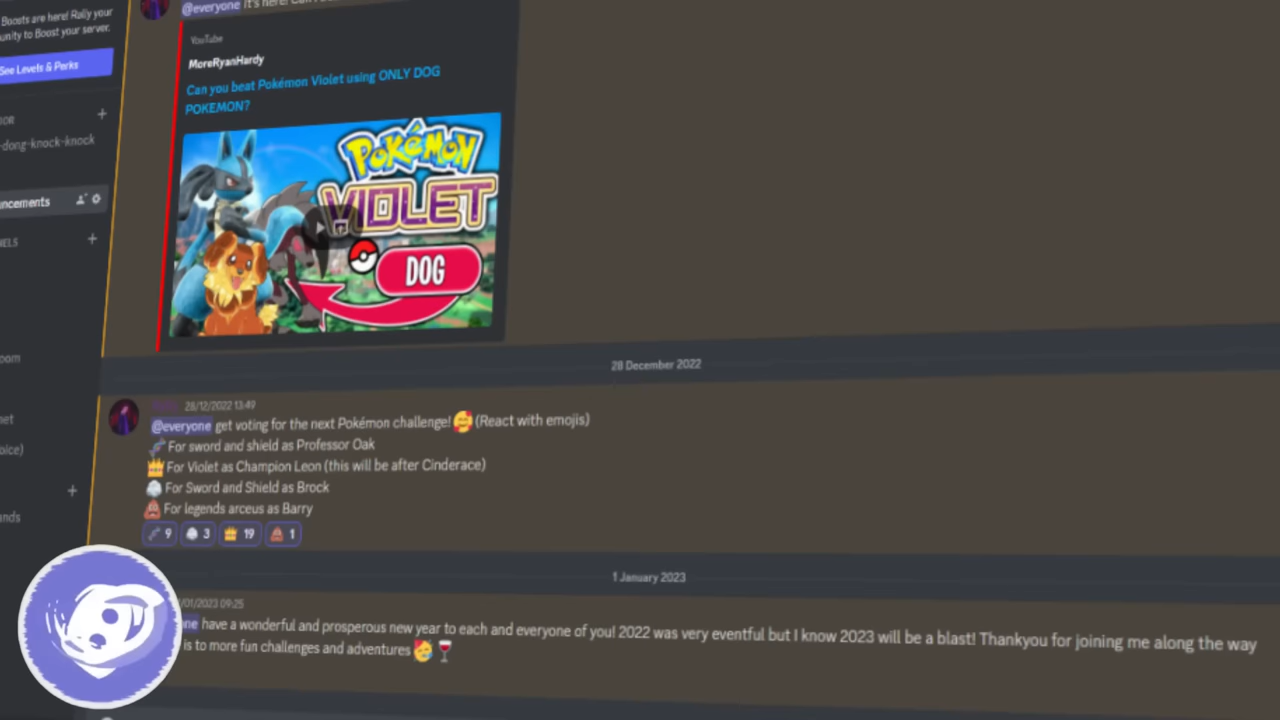 Boosts are here! Rally your
unity to Boost your server.
See Levels & Perks
-dong-knock-knock
ncements
@everyone
YouTube
MoreRyanHardy
Can you beat Pokémon Violet using ONLY DOG
POKEMON?
POKéMON
VIOLET
DOG
28 December 2022
28/12/2022 13:49
@everyone get voting for the next Pokémon challenge! 🥰 (React with emojis)
🧬 For sword and shield as Professor Oak
👑 For Violet as Champion Leon (this will be after Cinderace)
🪨 For Sword and Shield as Brock
💩 For legends arceus as Barry
🧬 9 🪨 3 👑 19 💩 1
1 January 2023
/01/2023 09:25
one have a wonderful and prosperous new year to each and everyone of you! 2022 was very eventful but I know 2023 will be a blast! Thankyou for joining me along the way
is to more fun challenges and adventures 🥳 🍷
oom
oice)
ands